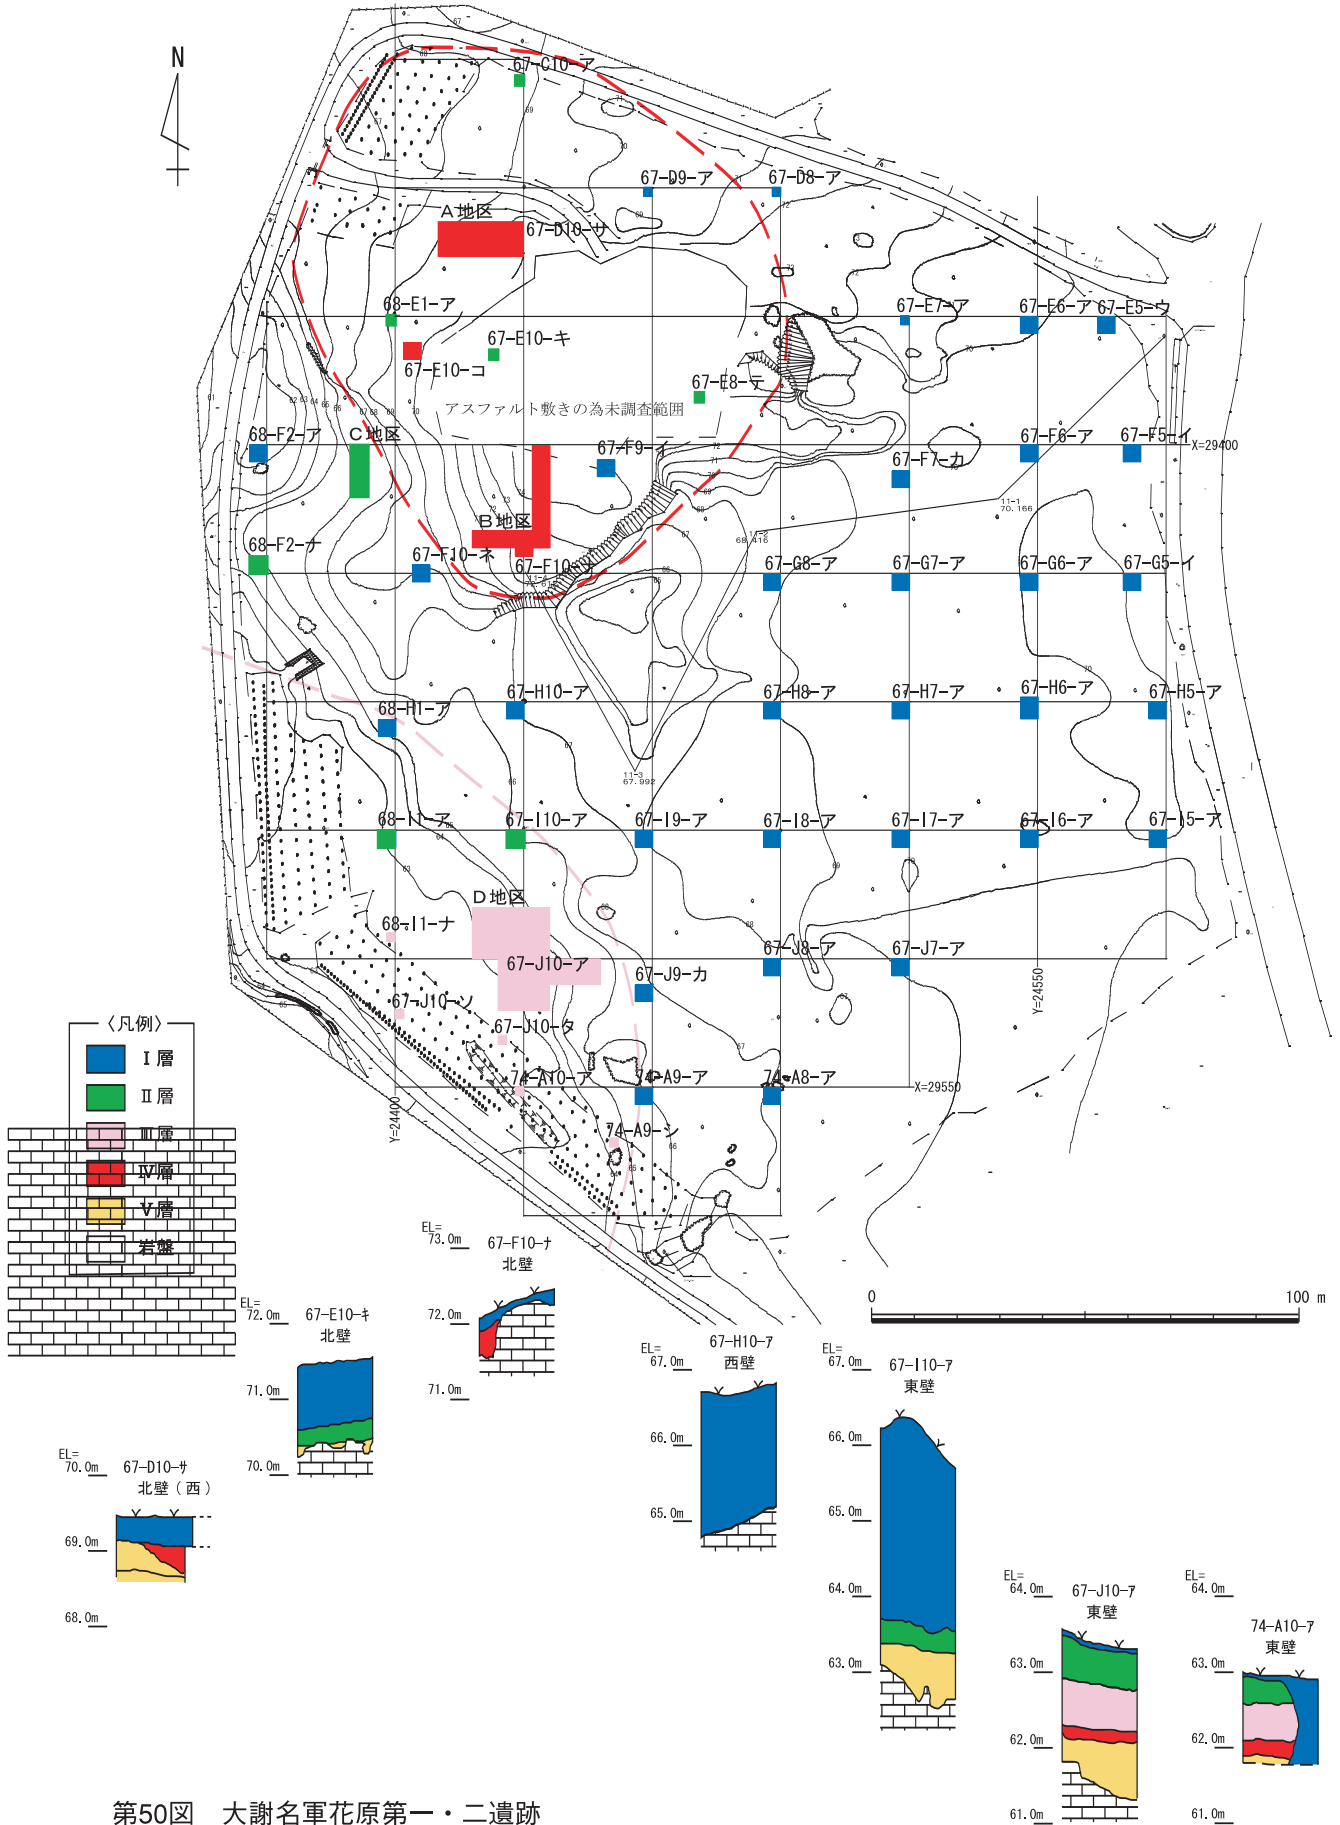 N
67-C10-ア
67-D9-ア
67-D8-ア
A地区
67-D10-サ
68-E1-ア
67-E7-ア
67-E6-ア
67-E5-ウ
67-E10-キ
67-E10-コ
67-E8-テ
アスファルト敷きの為未調査範囲
68-F2-ア
C地区
67-F9-イ
67-F6-ア
67-F5-イ
X=29400
67-F7-カ
11-1
70.166
B地区
11-2
68.416
68-F2-ナ
67-F10-ネ
67-F10-ナ
67-G8-ア
67-G7-ア
67-G6-ア
67-G5-イ
67-H10-ア
68-H1-ア
67-H8-ア
67-H7-ア
67-H6-ア
67-H5-ア
11-3
67.992
68-I1-ア
67-I10-ア
67-I9-ア
67-I8-ア
67-I7-ア
67-I6-ア
67-I5-ア
D地区
68-I1-ナ
67-J10-ア
67-J9-カ
67-J8-ア
67-J7-ア
Y=24550
67-J10-ソ
67-J10-タ
74-A10-ア
74-A9-ア
74-A8-ア
X=29550
Y=24400
74-A9-シ
〈凡例〉
Ⅰ層
Ⅱ層
Ⅲ層
Ⅳ層
Ⅴ層
岩盤
0
100 m
EL=
73.0m
67-F10-ナ
北壁
72.0m
71.0m
EL=
72.0m
67-E10-キ
北壁
71.0m
70.0m
EL=
70.0m
67-D10-サ
北壁（西）
69.0m
68.0m
EL=
67.0m
67-H10-ア
西壁
66.0m
65.0m
EL=
67.0m
67-I10-ア
東壁
66.0m
65.0m
64.0m
63.0m
EL=
64.0m
67-J10-ア
東壁
63.0m
62.0m
61.0m
EL=
64.0m
74-A10-ア
東壁
63.0m
62.0m
61.0m
第50図　大謝名軍花原第一・二遺跡